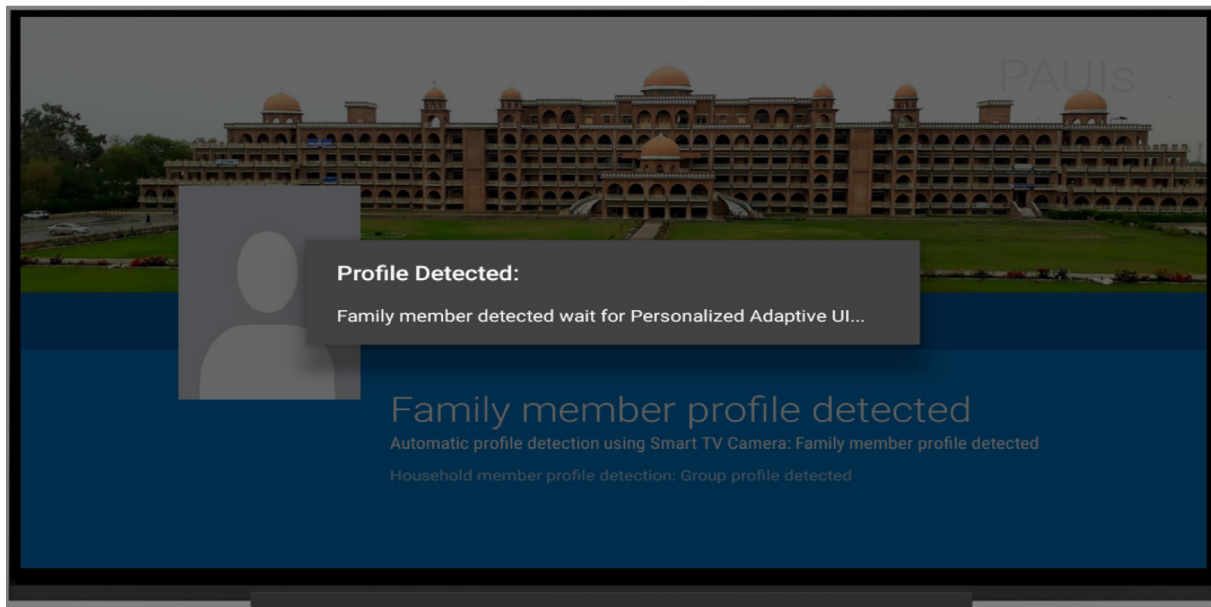 PAUIs
Profile Detected:
Family member detected wait for Personalized Adaptive UI...
Family member profile detected
Automatic profile detection using Smart TV Camera: Family member profile detected
Household member profile detection: Group profile detected